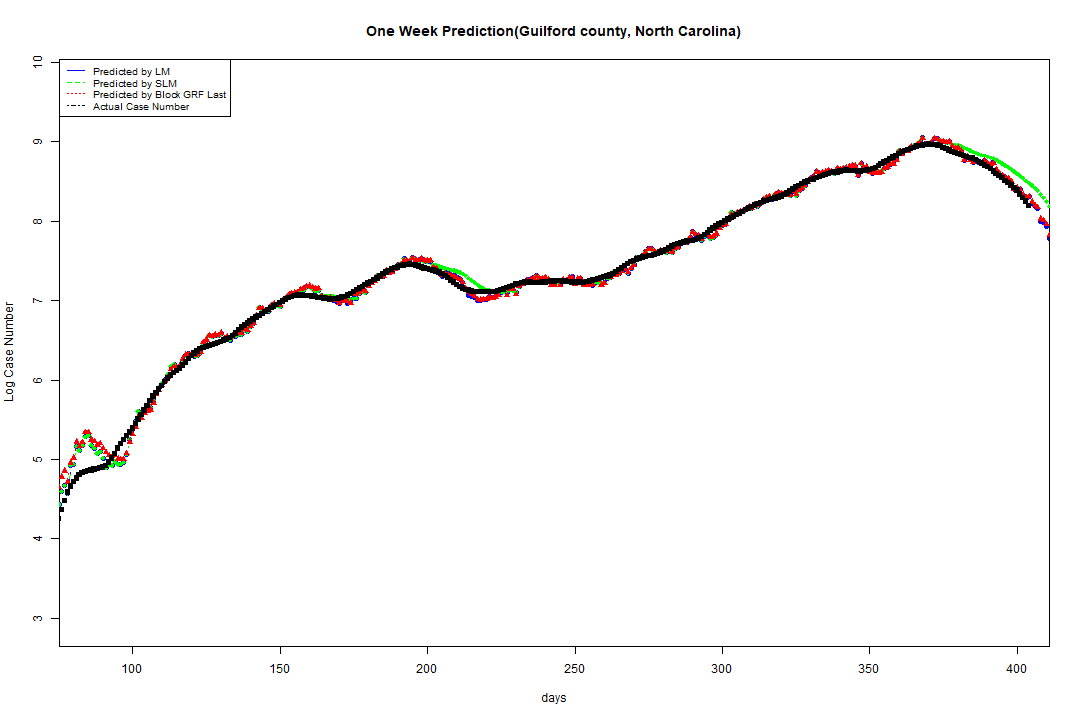 One Week Prediction(Guilford county, North Carolina)
Predicted by LM
Predicted by SLM
Predicted by Block GRF Last
Actual Case Number
Log Case Number
10
9
8
7
6
5
4
3
100 150 200 250 300 350 400
days